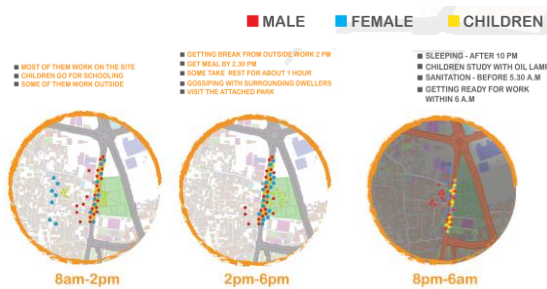 MALE FEMALE CHILDREN
MOST OF THEM WORK ON THE SITE
CHILDREN GO FOR SCHOOLING
SOME OF THEM WORK OUTSIDE
GETTING BREAK FROM OUTSIDE WORK 2 PM
GET MEAL BY 2.30 PM
SOME TAKE REST FOR ABOUT 1 HOUR
GOSSIPING WITH SURROUNDING DWELLERS
VISIT THE ATTACHED PARK
SLEEPING - AFTER 10 PM
CHILDREN STUDY WITH OIL LAMP
SANITATION - BEFORE 5.30 A.M
GETTING READY FOR WORK
WITHIN 6 A.M
8am-2pm
2pm-6pm
8pm-6am